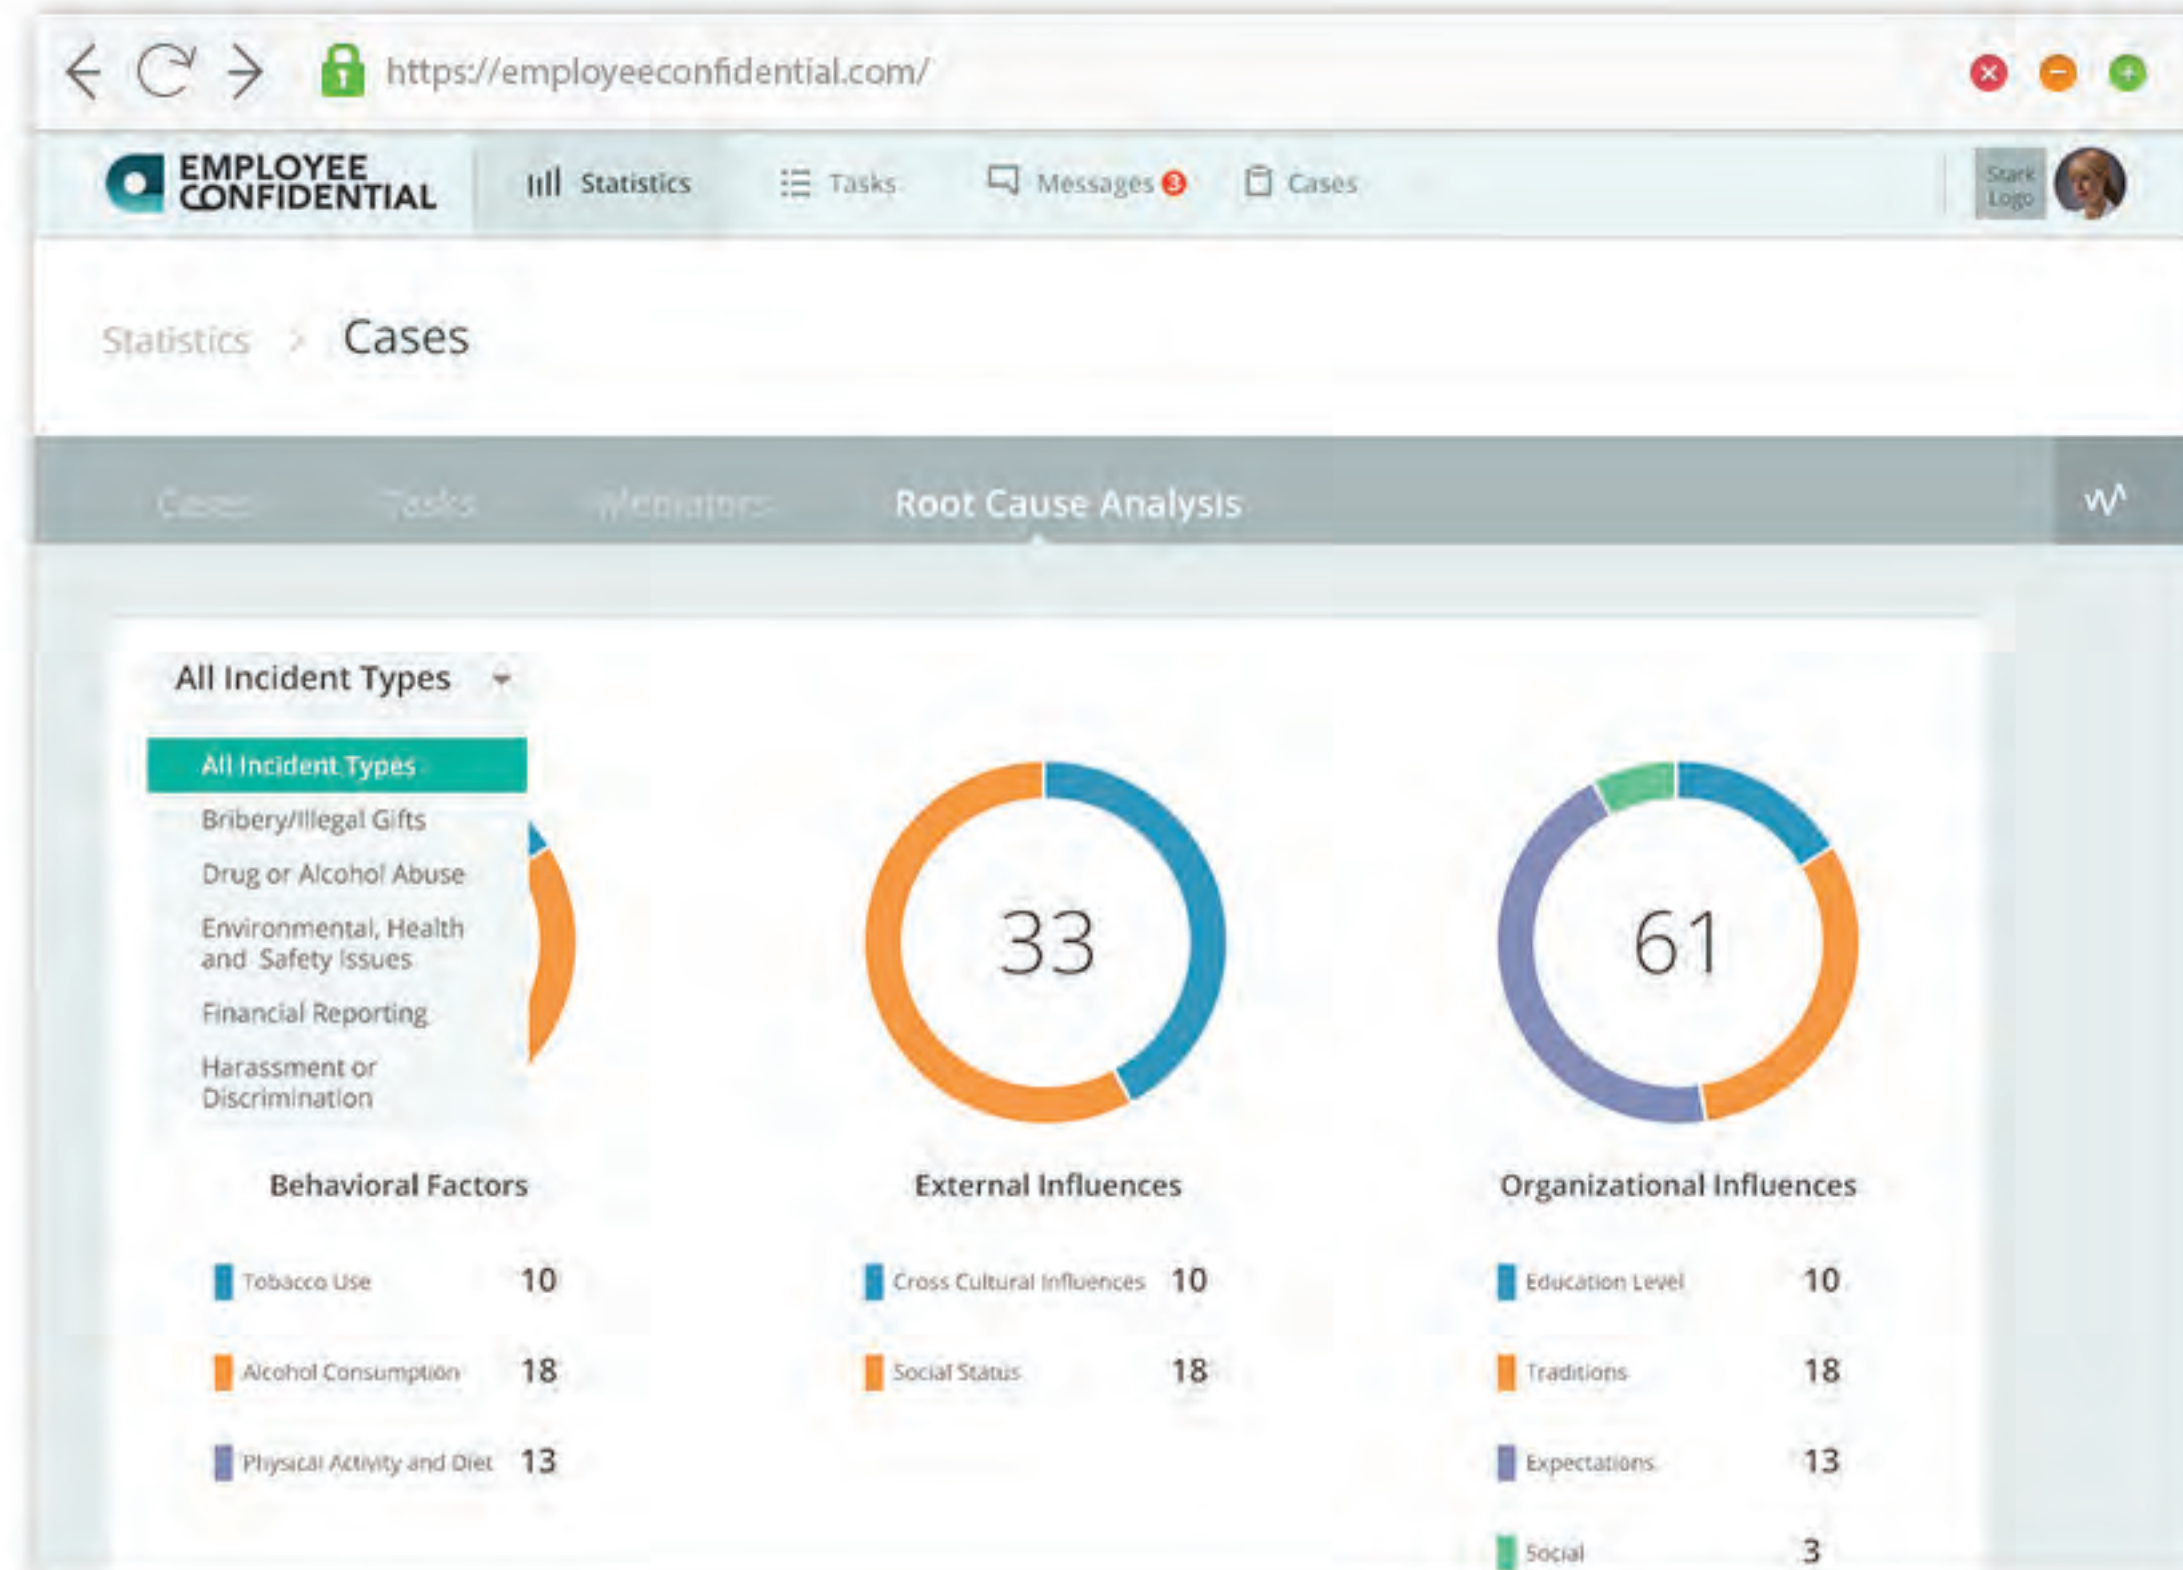 https://employeeconfidential.com/
EMPLOYEE
CONFIDENTIAL
Statistics
Tasks
Messages 3
Cases
Stark
Logo
Statistics > Cases
Cases
Tasks
Mediators
Root Cause Analysis
All Incident Types
All Incident Types
Bribery/Illegal Gifts
Drug or Alcohol Abuse
Environmental, Health
and Safety Issues
Financial Reporting
Harassment or
Discrimination
33
61
Behavioral Factors
Tobacco Use 10
Alcohol Consumption 18
Physical Activity and Diet 13
External Influences
Cross Cultural Influences 10
Social Status 18
Organizational Influences
Education Level 10
Traditions 18
Expectations 13
Social 3